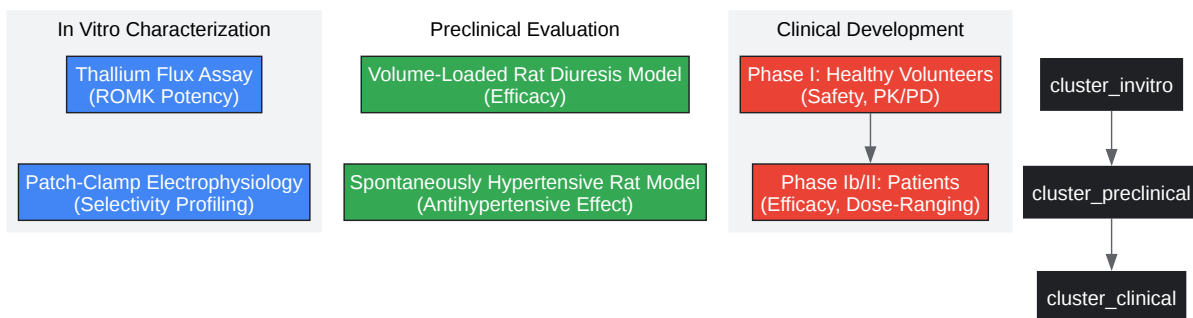 In Vitro Characterization
Thallium Flux Assay
(ROMK Potency)
Patch-Clamp Electrophysiology
(Selectivity Profiling)
Preclinical Evaluation
Volume-Loaded Rat Diuresis Model
(Efficacy)
Spontaneously Hypertensive Rat Model
(Antihypertensive Effect)
Clinical Development
Phase I: Healthy Volunteers
(Safety, PK/PD)
Phase Ib/II: Patients
(Efficacy, Dose-Ranging)
cluster_invitro
cluster_preclinical
cluster_clinical